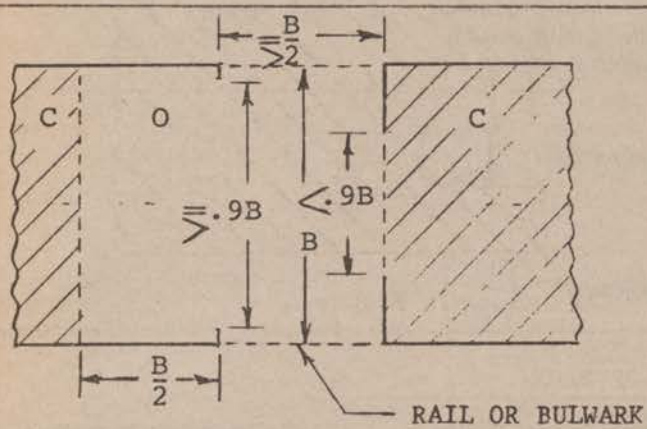 ≥ B/2
C O C
≥.9B <.9B
B
B/2
RAIL OR BULWARK